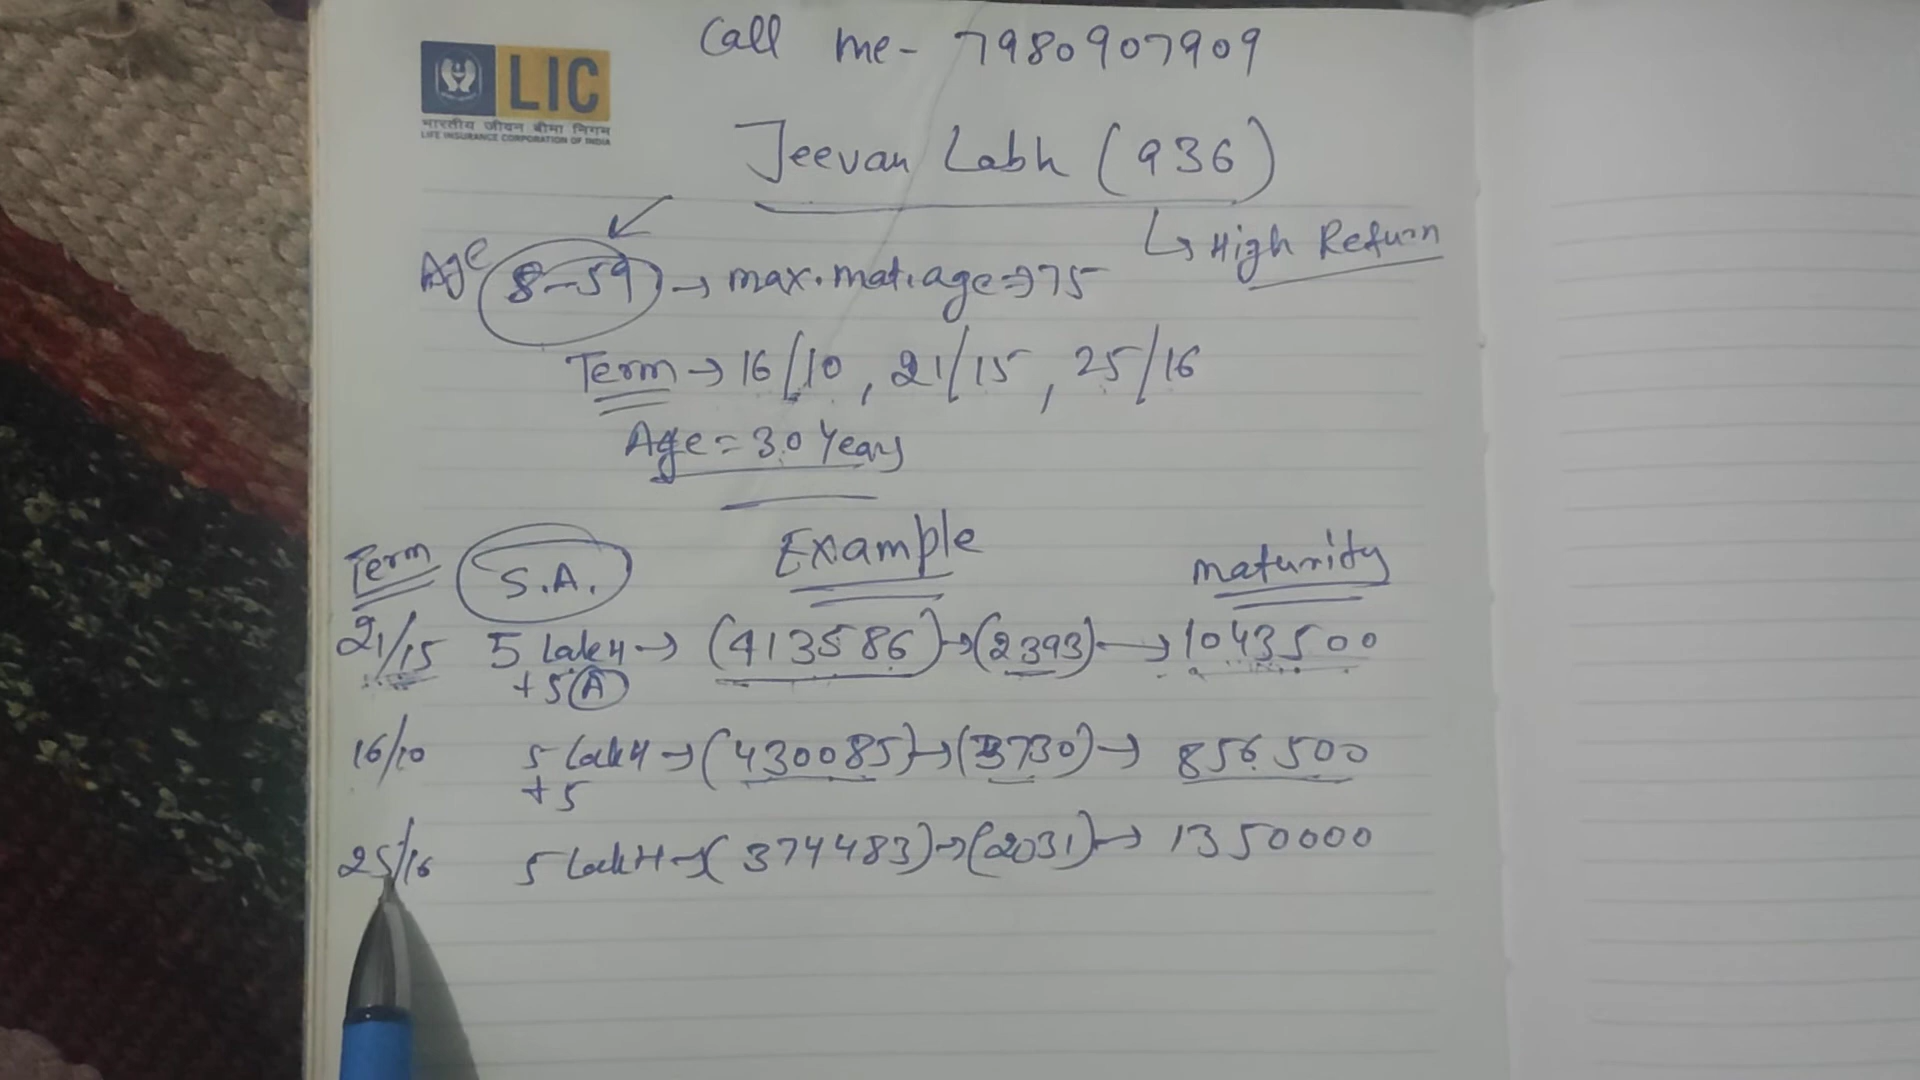 Call me - 7980907909
LIC
भारतीय जीवन बीमा निगम
LIFE INSURANCE CORPORATION OF INDIA
Jeevan Labh (936)
↳ High Return
Age 8-59 → max. mat. age ⇒ 75
Term → 16/10, 21/15, 25/16
Age = 30 Years
Term S.A. Example maturity
21/15 5 Lakh → (413586) → (2393) → 1043500
+5 A
16/10 5 Lakh → (430085) → (3730) → 856500
+5
25/16 5 Lakh → (374483) → (2031) → 1350000